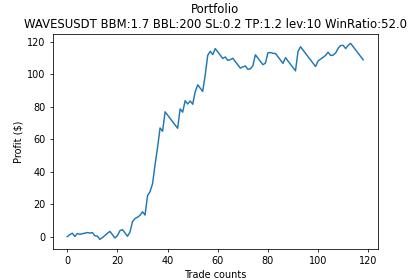 Portfolio
WAVESUSDT BBM:1.7 BBL:200 SL:0.2 TP:1.2 lev:10 WinRatio:52.0
120
100
80
60
40
20
0
Profit ($)
0 20 40 60 80 100 120
Trade counts